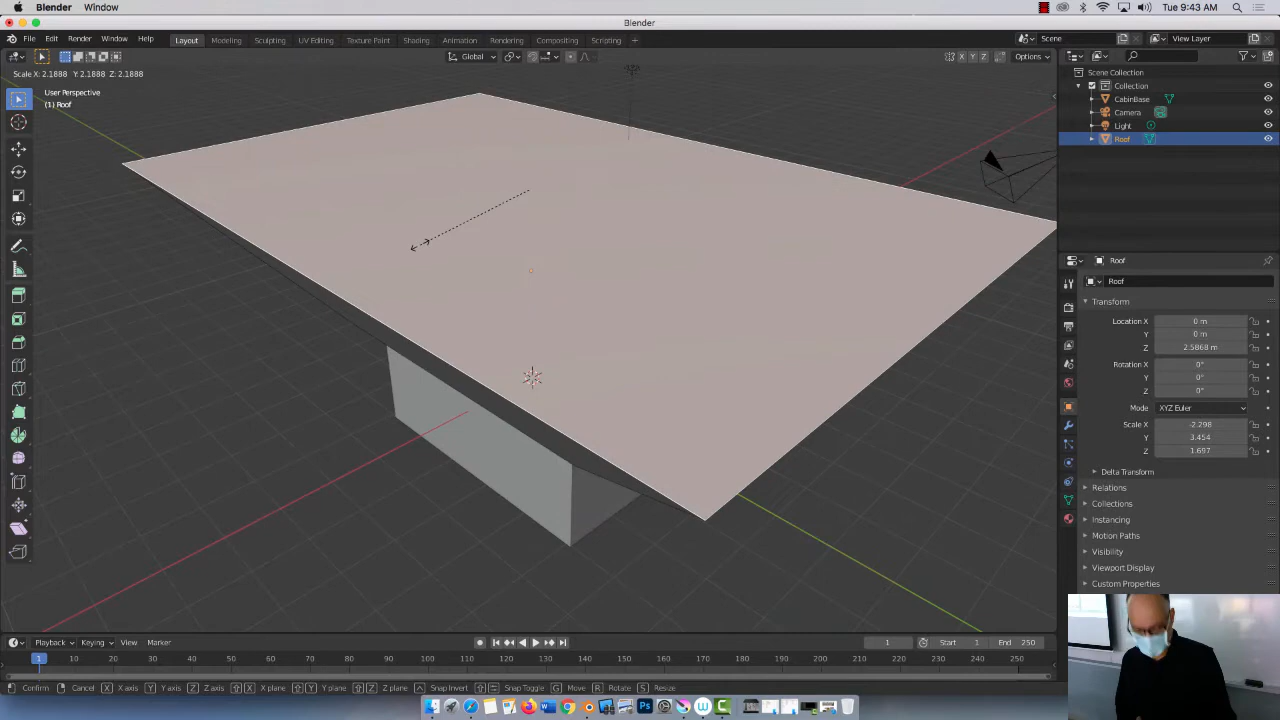 Blender Window Tue 9:43 AM
Blender
File Edit Render Window Help Layout Modeling Sculpting UV Editing Texture Paint Shading Animation Rendering Compositing Scripting + Scene View Layer
Global X Y Z Options
Scale X: 2.1888 Y: 2.1888 Z: 2.1888
User Perspective
(1) Roof
Scene Collection
Collection
CabinBase
Camera
Light
Roof
Roof
Roof
Transform
Location X 0 m
Y 0 m
Z 2.5868 m
Rotation X 0°
Y 0°
Z 0°
Mode XYZ Euler
Scale X -2.298
Y 3.454
Z 1.697
Delta Transform
Relations
Collections
Instancing
Motion Paths
Visibility
Viewport Display
Custom Properties
Playback Keying View Marker 1 Start 1 End 250
1 10 20 30 40 50 60 70 80 90 100 110 120 130 140 150 160 170 180 190 200 210 220 230 240 250
Confirm Cancel X X axis Y Y axis Z Z axis X X plane Y Y plane Z Z plane Snap Invert Snap Toggle G Move R Rotate S Resize